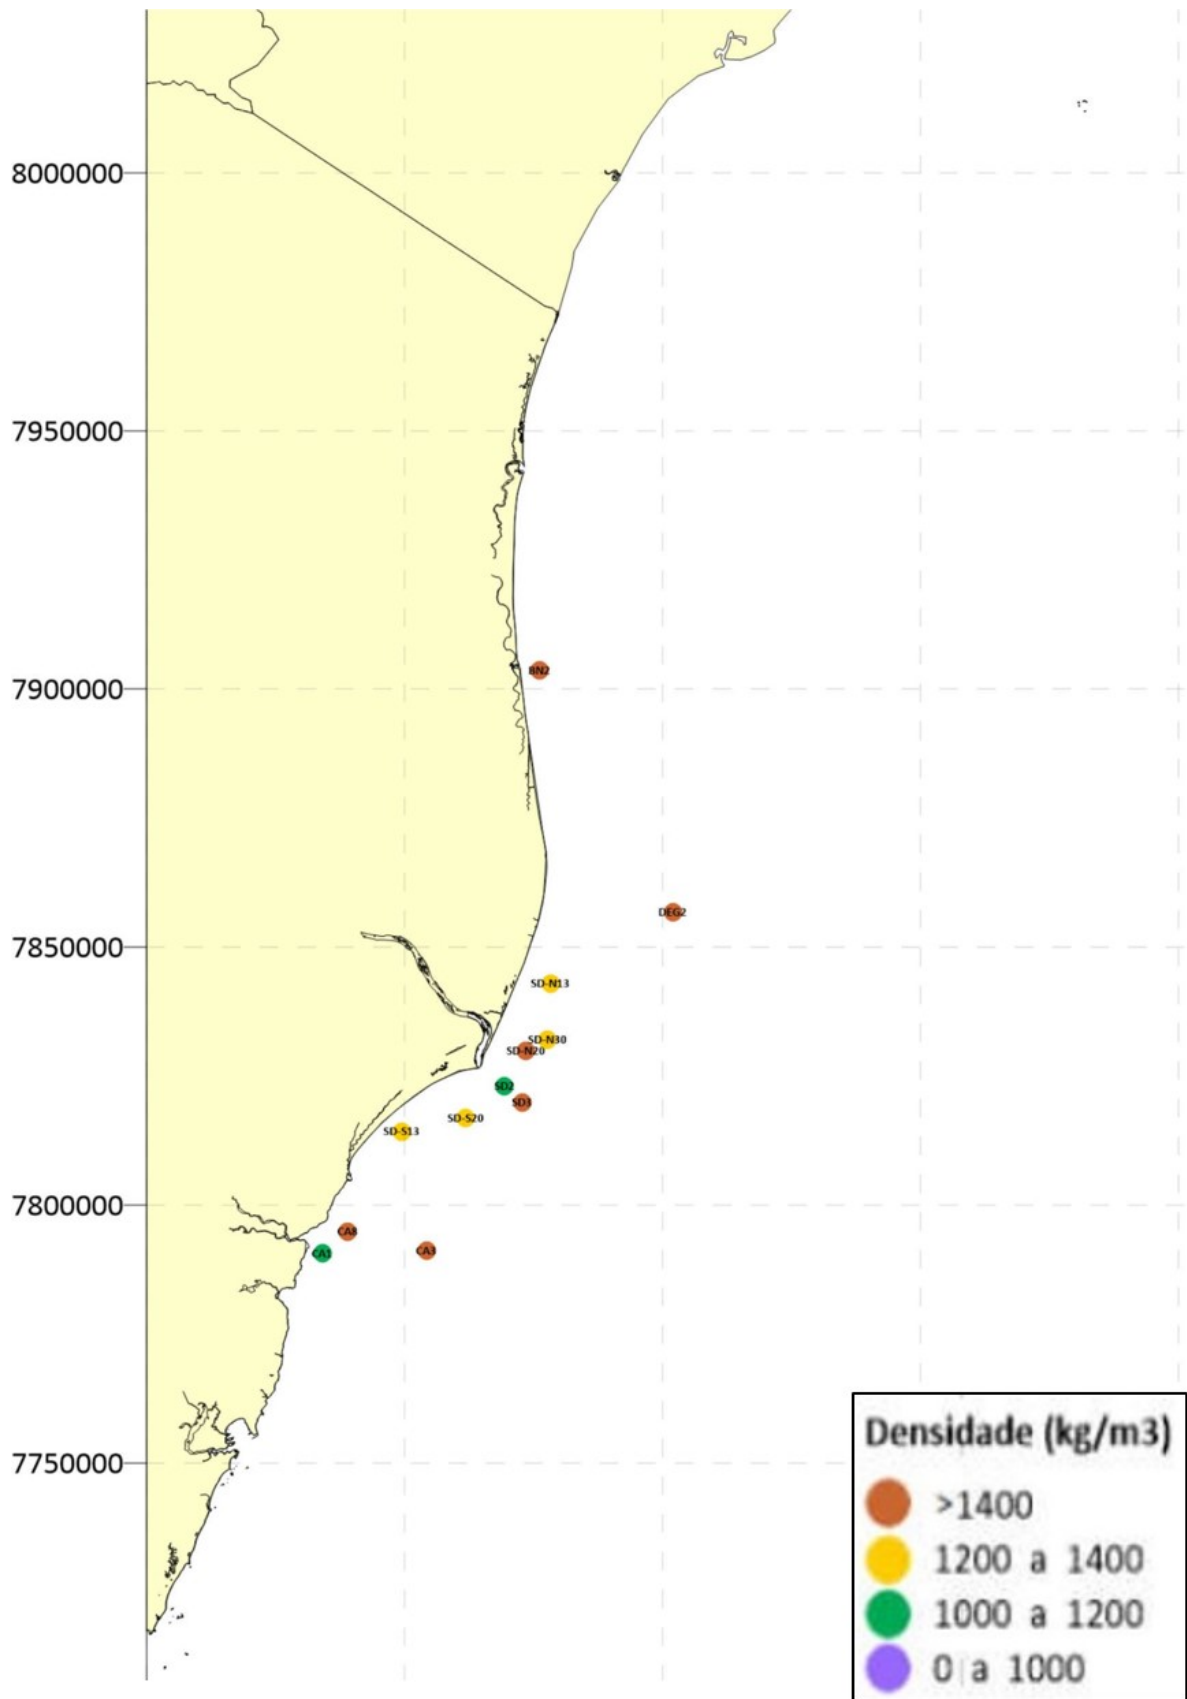 8000000
7950000
BN2
7900000
DEG2
7850000
SD-N13
SD-N30
SD-N20
SD2
SD3
SD-S20
SD-S13
7800000
CA8
CA3
CA1
7750000
Densidade (kg/m3)
>1400
1200 a 1400
1000 a 1200
0 a 1000